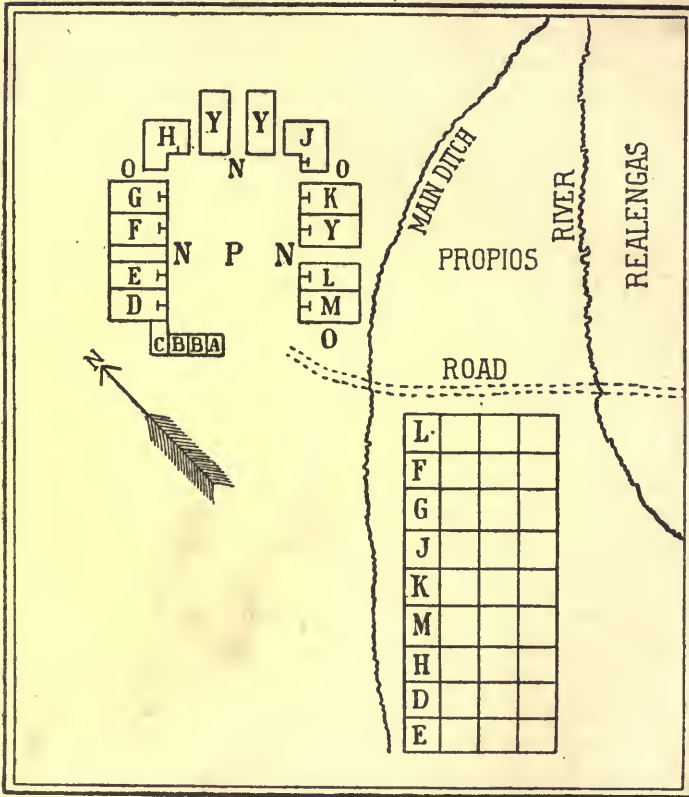 H Y Y J
O N O
G K
F Y
N P N
E L
D M
C B B A O
N
MAIN DITCH
PROPIOS
RIVER
REALENGAS
ROAD
L.
F
G
J
K
M
H
D
E